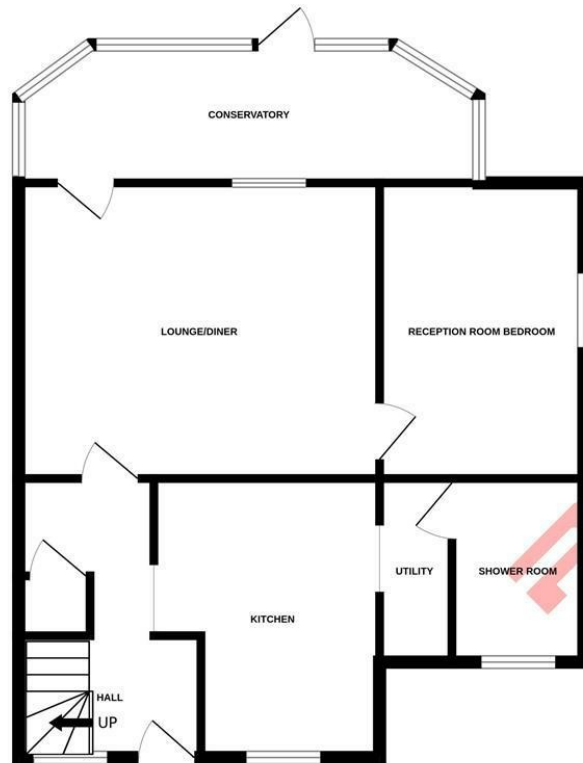 CONSERVATORY
LOUNGE/DINER
RECEPTION ROOM BEDROOM
UTILITY
SHOWER ROOM
KITCHEN
HALL
UP